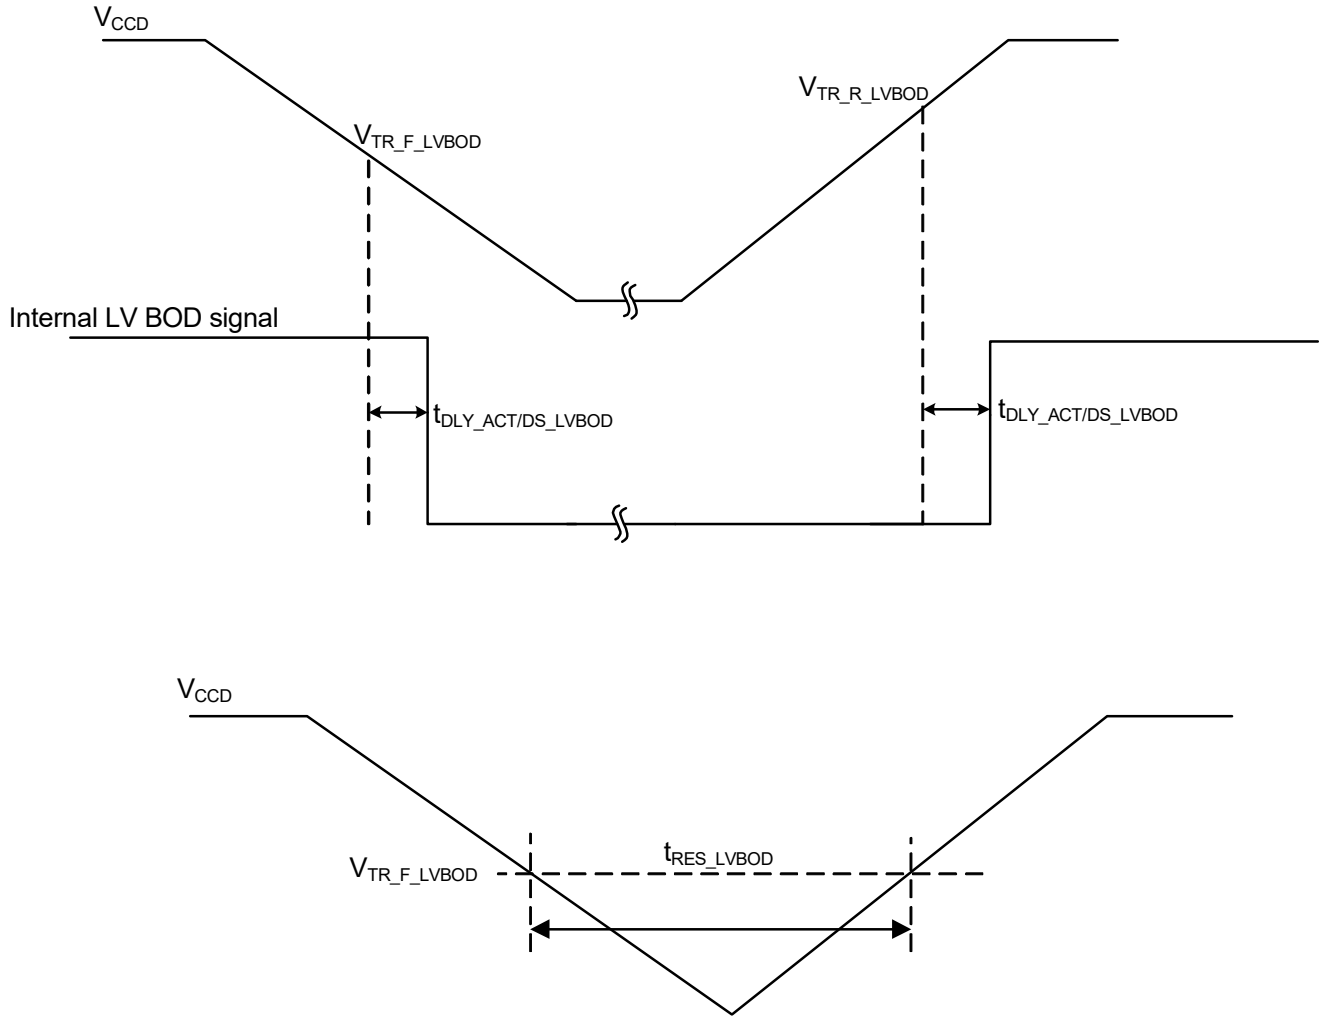 VCCD
VTR_R_LVBOD
VTR_F_LVBOD
Internal LV BOD signal
tDLY_ACT/DS_LVBOD
tDLY_ACT/DS_LVBOD
VCCD
tRES_LVBOD
VTR_F_LVBOD